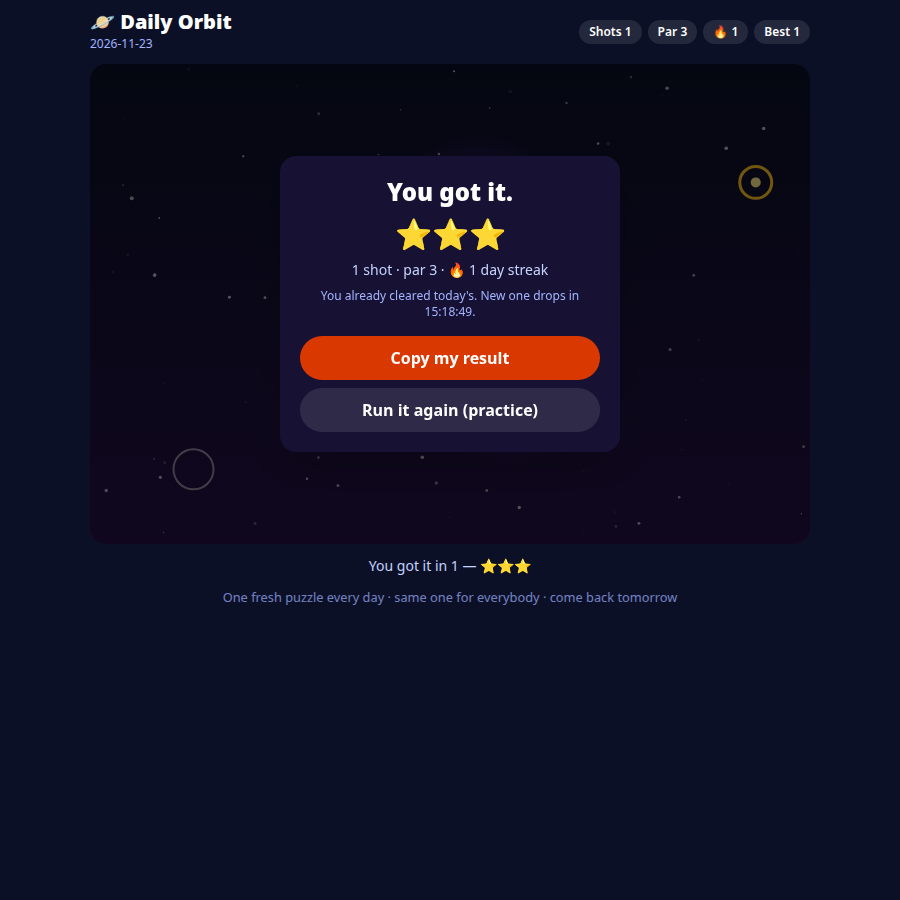 🪐 Daily Orbit
2026-11-23
Shots 1
Par 3
🔥 1
Best 1
You got it.
⭐⭐⭐
1 shot · par 3 · 🔥 1 day streak
You already cleared today's. New one drops in
15:18:49.
Copy my result
Run it again (practice)
You got it in 1 — ⭐⭐⭐
One fresh puzzle every day · same one for everybody · come back tomorrow